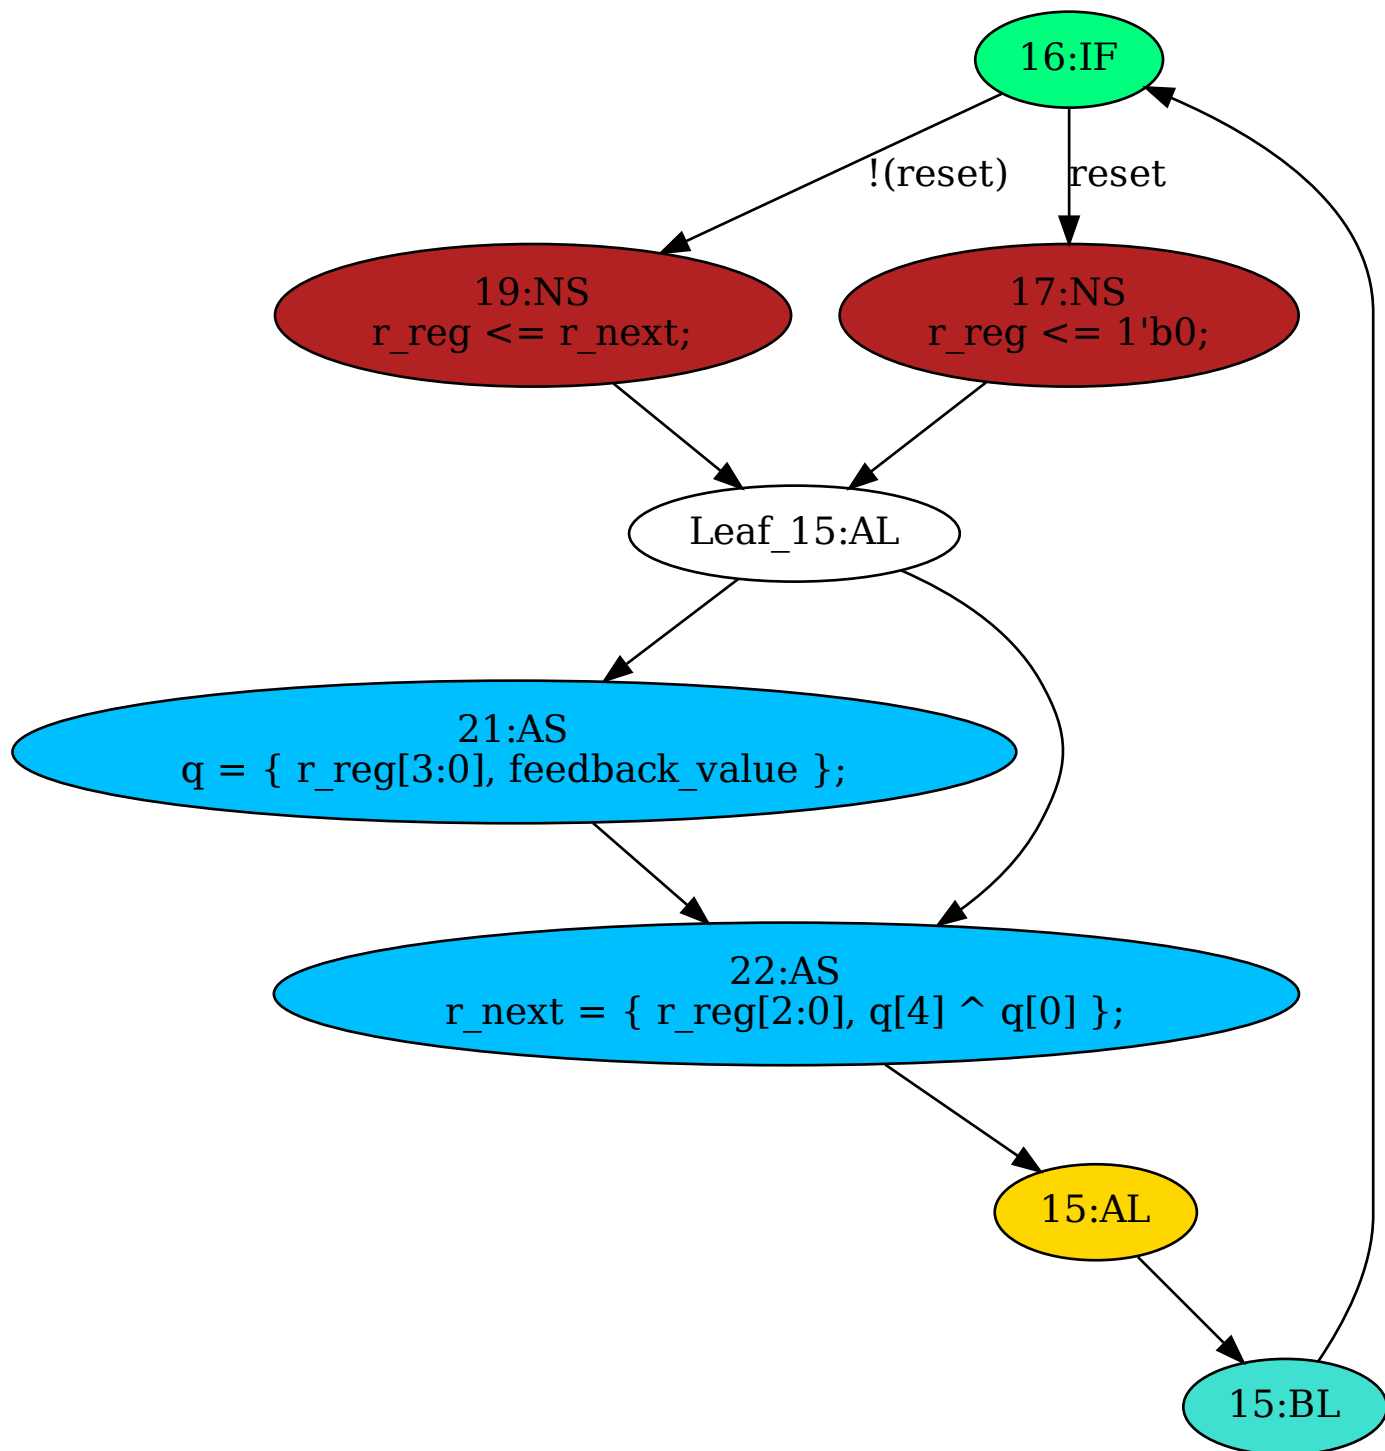 16:IF
!(reset)
reset
19:NS
r_reg <= r_next;
17:NS
r_reg <= 1'b0;
Leaf_15:AL
21:AS
q = { r_reg[3:0], feedback_value };
22:AS
r_next = { r_reg[2:0], q[4] ^ q[0] };
15:AL
15:BL